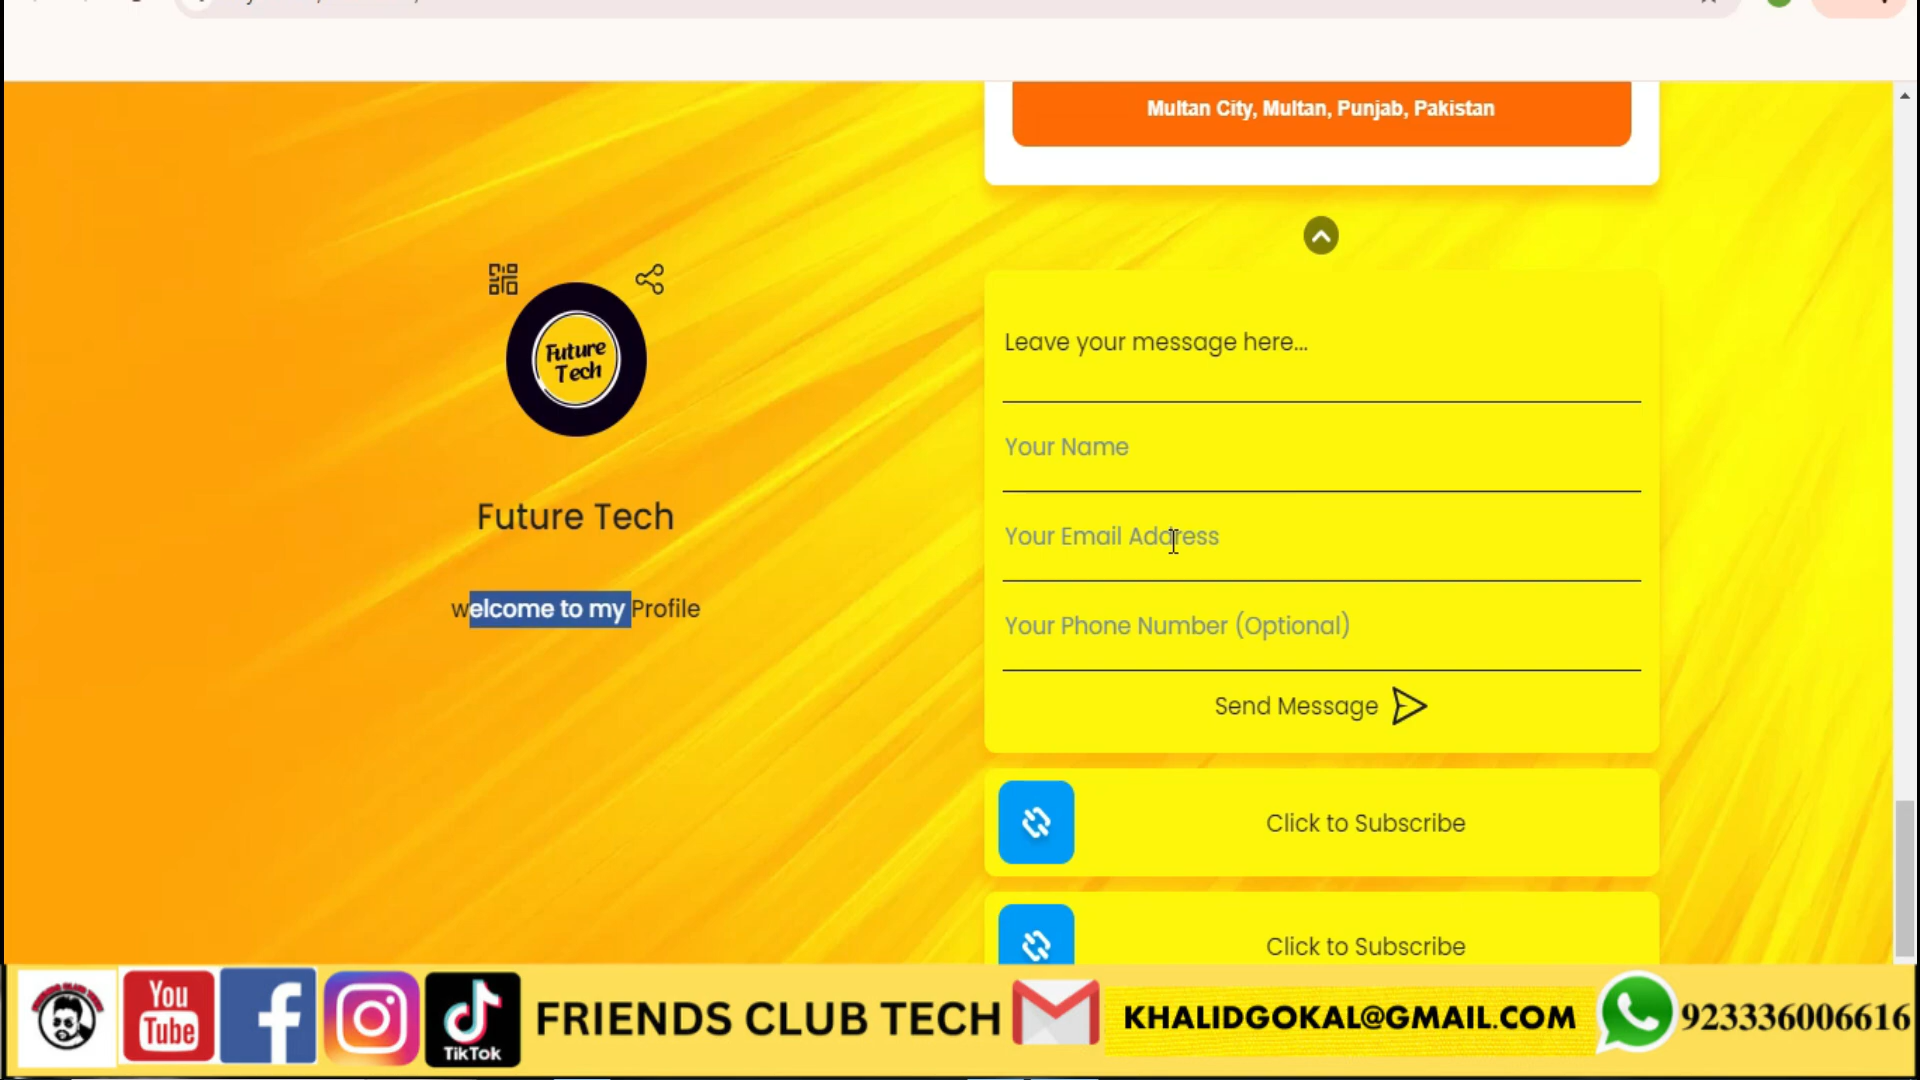 Multan City, Multan, Punjab, Pakistan
Future
Tech
Future Tech
welcome to my Profile
Leave your message here...
Your Name
Your Email Address
Your Phone Number (Optional)
Send Message
Click to Subscribe
Click to Subscribe
You
Tube
TikTok
FRIENDS CLUB TECH
KHALIDGOKAL@GMAIL.COM
923336006616